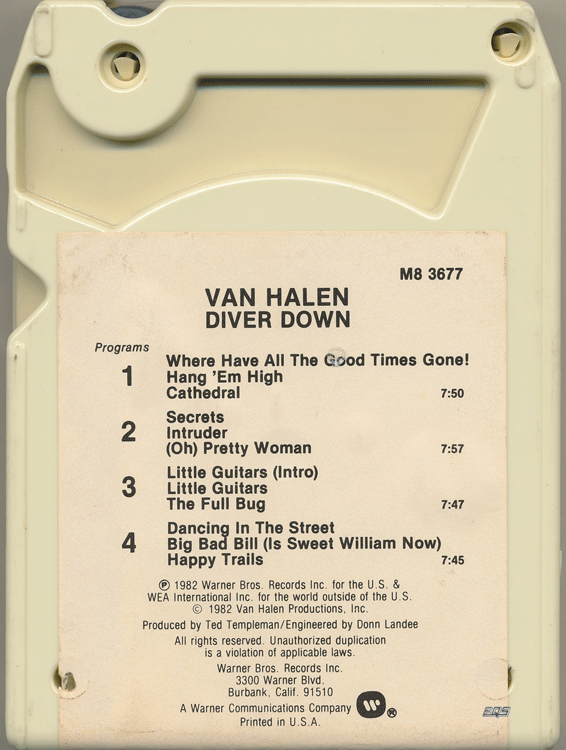 M8 3677
VAN HALEN
DIVER DOWN
Programs
1
Where Have All The Good Times Gone!
Hang 'Em High
Cathedral 7:50
2
Secrets
Intruder
(Oh) Pretty Woman 7:57
3
Little Guitars (Intro)
Little Guitars
The Full Bug 7:47
4
Dancing In The Street
Big Bad Bill (Is Sweet William Now)
Happy Trails 7:45
℗ 1982 Warner Bros. Records Inc. for the U.S. &
WEA International Inc. for the world outside of the U.S.
© 1982 Van Halen Productions, Inc.
Produced by Ted Templeman/Engineered by Donn Landee
All rights reserved. Unauthorized duplication
is a violation of applicable laws.
Warner Bros. Records Inc.
3300 Warner Blvd.
Burbank, Calif. 91510
A Warner Communications Company ®
Printed in U.S.A.